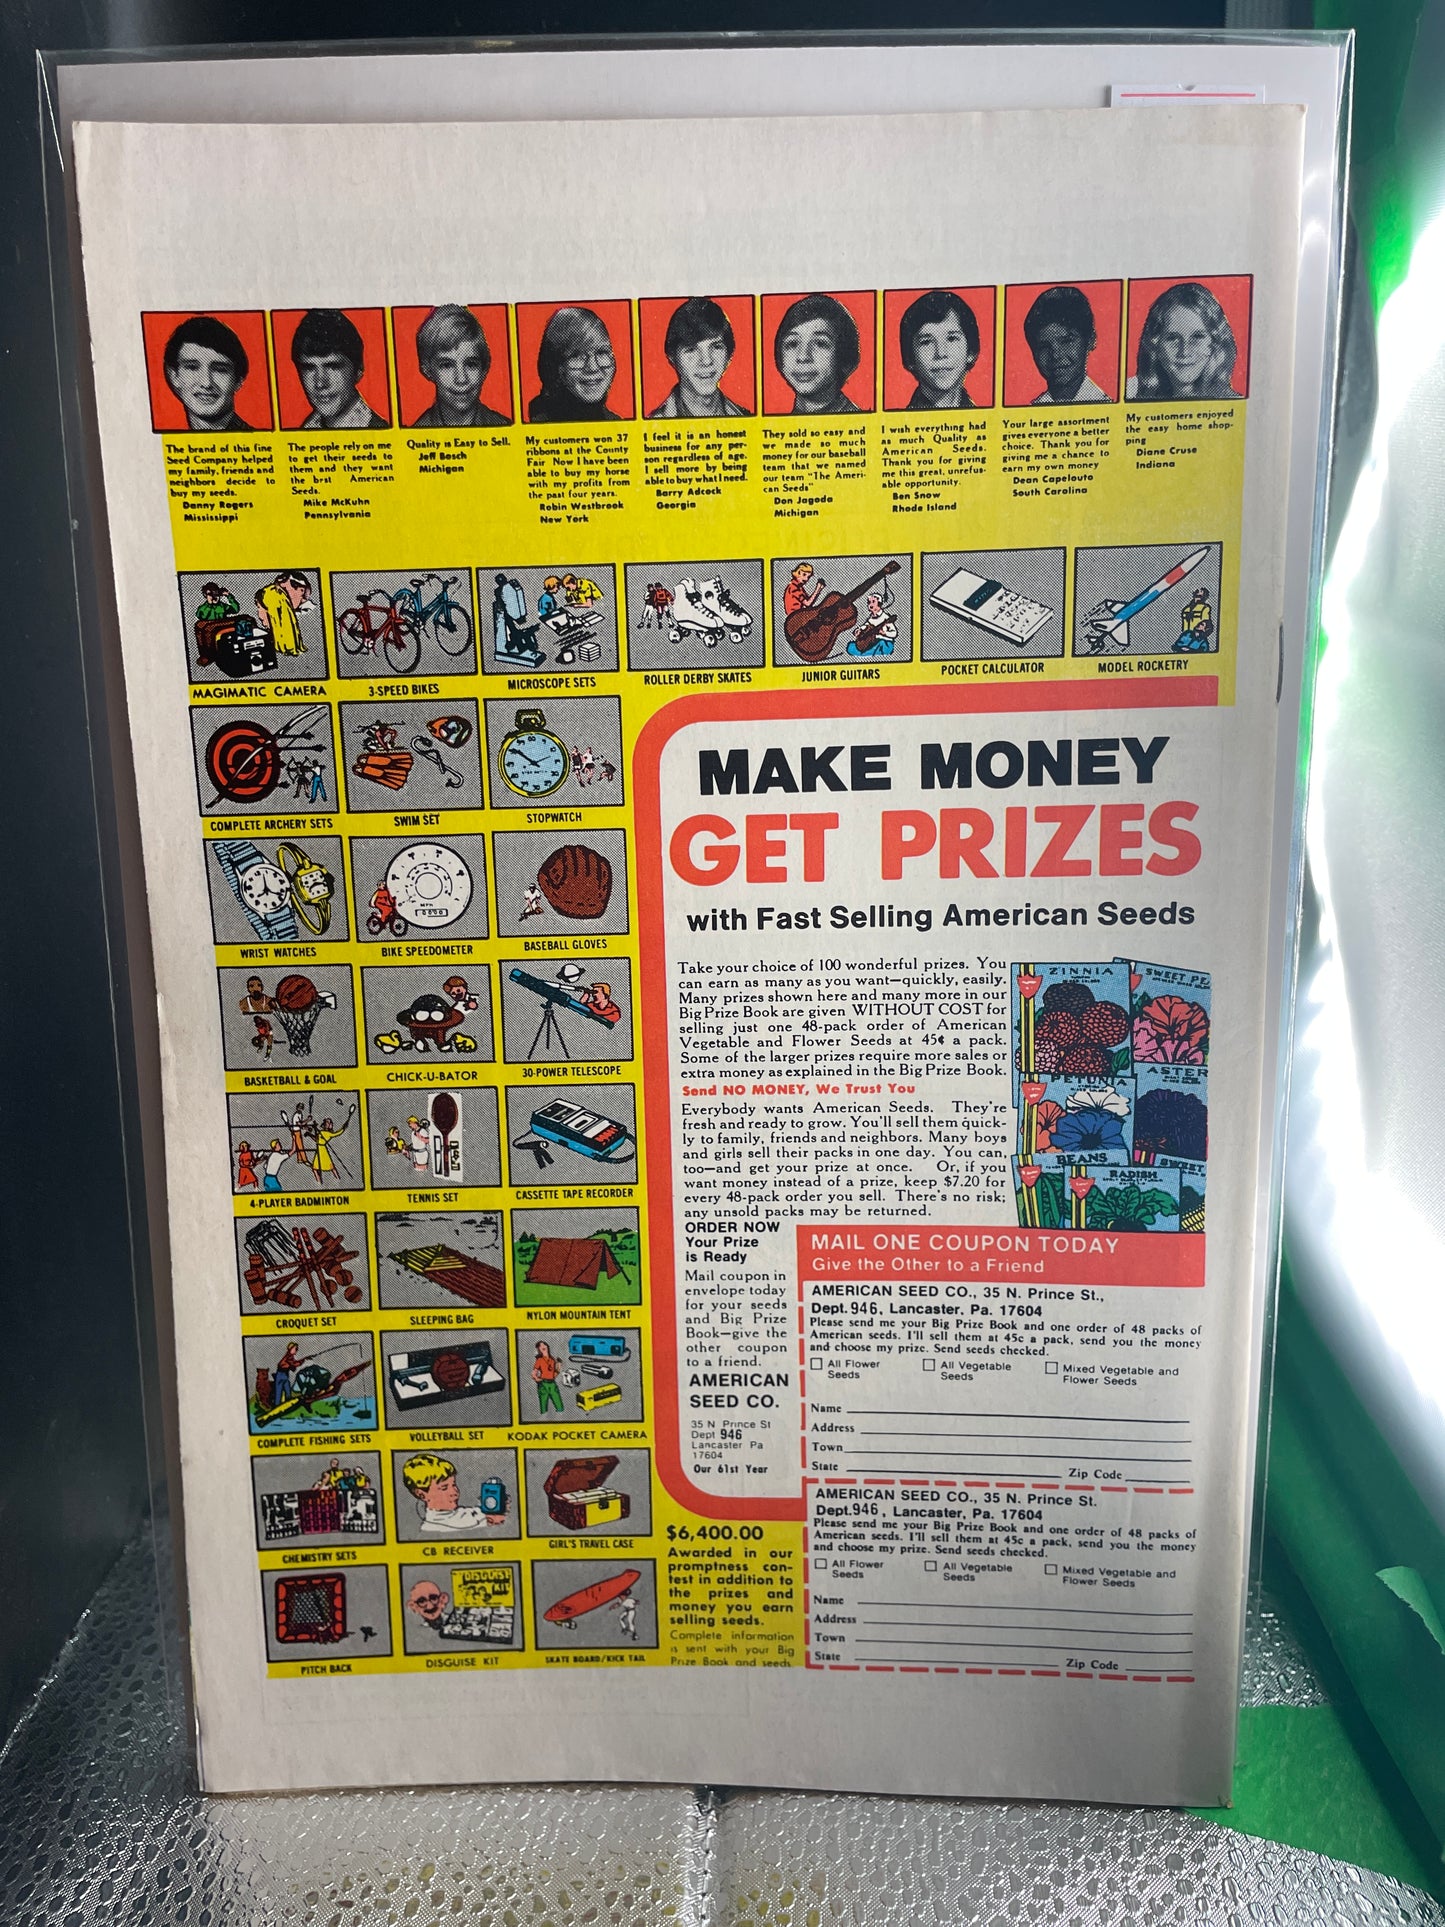 The brand of this fine
Seed Company helped
my family, friends and
neighbors decide to
buy my seeds.
Danny Rogers
Mississippi
The people rely on me
to get their seeds to
them and they want
the brst American
Seeds.
Mike McKuhn
Pennsylvania
Quality is Easy to Sell.
Jeff Bosch
Michigan
My customers won 37
ribbons at the County
Fair Now I have been
able to buy my horse
with my profits from
the past four years.
Robin Westbrook
New York
I feel it is an honest
business for any per-
son regardless of age.
I sell more by being
able to buy what I need.
Barry Adcock
Georgia
They sold so easy and
we made so much
money for our baseball
team that we named
our team "The Ameri-
can Seeds"
Don Jagoda
Michigan
I wish everything had
as much Quality as
American Seeds.
Thank you for giving
me this great, unrefus-
able opportunity.
Ben Snow
Rhode Island
Your large assortment
gives everyone a better
choice. Thank you for
giving me a chance to
earn my own money
Dean Capelouto
South Carolina
My customers enjoyed
the easy home shop-
ping
Diane Cruse
Indiana
MAGIMATIC CAMERA
3-SPEED BIKES
MICROSCOPE SETS
ROLLER DERBY SKATES
JUNIOR GUITARS
POCKET CALCULATOR
MODEL ROCKETRY
COMPLETE ARCHERY SETS
SWIM SET
STOPWATCH
WRIST WATCHES
BIKE SPEEDOMETER
BASEBALL GLOVES
BASKETBALL & GOAL
CHICK-U-BATOR
30-POWER TELESCOPE
4-PLAYER BADMINTON
TENNIS SET
CASSETTE TAPE RECORDER
CROQUET SET
SLEEPING BAG
NYLON MOUNTAIN TENT
COMPLETE FISHING SETS
VOLLEYBALL SET
KODAK POCKET CAMERA
CHEMISTRY SETS
CB RECEIVER
GIRL'S TRAVEL CASE
DISGUISE
KIT
PITCH BACK
DISGUISE KIT
SKATE BOARD/KICK TAIL
MAKE MONEY
GET PRIZES
with Fast Selling American Seeds
Take your choice of 100 wonderful prizes. You
can earn as many as you want—quickly, easily.
Many prizes shown here and many more in our
Big Prize Book are given WITHOUT COST for
selling just one 48-pack order of American
Vegetable and Flower Seeds at 45¢ a pack.
Some of the larger prizes require more sales or
extra money as explained in the Big Prize Book.
Send NO MONEY, We Trust You
Everybody wants American Seeds. They're
fresh and ready to grow. You'll sell them quick-
ly to family, friends and neighbors. Many boys
and girls sell their packs in one day. You can,
too—and get your prize at once. Or, if you
want money instead of a prize, keep $7.20 for
every 48-pack order you sell. There's no risk;
any unsold packs may be returned.
ZINNIA
SWEET PE
PETUNIA
ASTER
BEANS
RADISH
SWEET
ORDER NOW
Your Prize
is Ready
Mail coupon in
envelope today
for your seeds
and Big Prize
Book—give the
other coupon
to a friend.
AMERICAN
SEED CO.
35 N Prince St
Dept 946
Lancaster Pa
17604
Our 61st Year
$6,400.00
Awarded in our
promptness con-
test in addition to
the prizes and
money you earn
selling seeds.
Complete information
is sent with your Big
Prize Book and seeds.
MAIL ONE COUPON TODAY
Give the Other to a Friend
AMERICAN SEED CO., 35 N. Prince St.,
Dept. 946, Lancaster, Pa. 17604
Please send me your Big Prize Book and one order of 48 packs of
American seeds. I'll sell them at 45c a pack, send you the money
and choose my prize. Send seeds checked.
All Flower Seeds
All Vegetable Seeds
Mixed Vegetable and Flower Seeds
Name
Address
Town
State Zip Code
AMERICAN SEED CO., 35 N. Prince St.
Dept. 946, Lancaster, Pa. 17604
Please send me your Big Prize Book and one order of 48 packs of
American seeds. I'll sell them at 45c a pack, send you the money
and choose my prize. Send seeds checked.
All Flower Seeds
All Vegetable Seeds
Mixed Vegetable and Flower Seeds
Name
Address
Town
State Zip Code